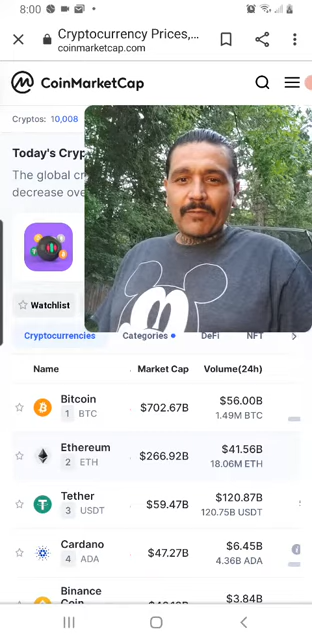 8:00
Cryptocurrency Prices,...
coinmarketcap.com
CoinMarketCap
Cryptos: 10,008
Today's Cryp
The global cr
decrease ove
Watchlist
Cryptocurrencies Categories DeFi NFT
Name Market Cap Volume(24h)
Bitcoin
1 BTC
$702.67B
$56.00B
1.49M BTC
Ethereum
2 ETH
$266.92B
$41.56B
18.06M ETH
Tether
3 USDT
$59.47B
$120.87B
120.75B USDT
Cardano
4 ADA
$47.27B
$6.45B
4.36B ADA
Binance
Coin
$3.84B